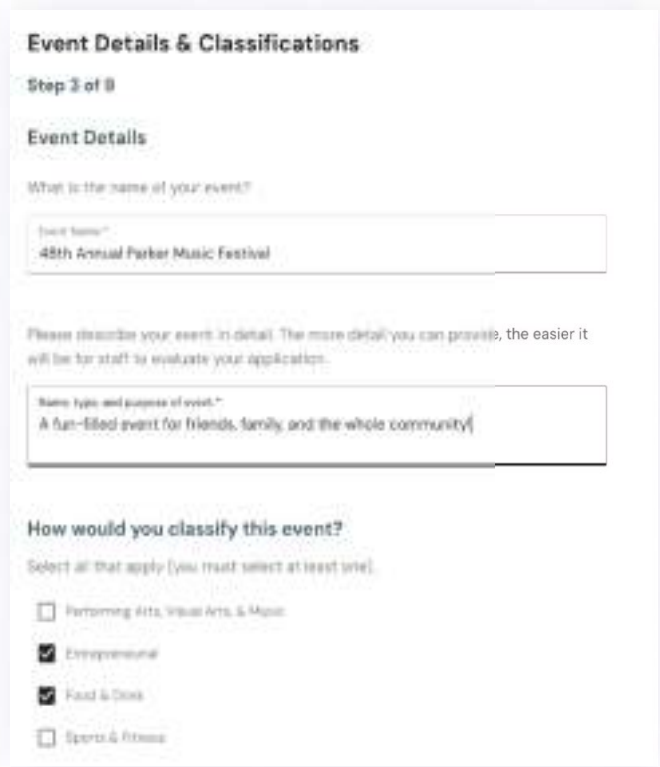 Event Details & Classifications
Step 3 of 9
Event Details
What is the name of your event?
Event Name *
48th Annual Parker Music Festival
Please describe your event in detail. The more detail you can provide, the easier it
will be for staff to evaluate your application.
Name, type, and purpose of event *
A fun-filled event for friends, family, and the whole community!
How would you classify this event?
Select all that apply (you must select at least one).
Performing Arts, Visual Arts, & Music
Entrepreneurial
Food & Drink
Sports & Fitness